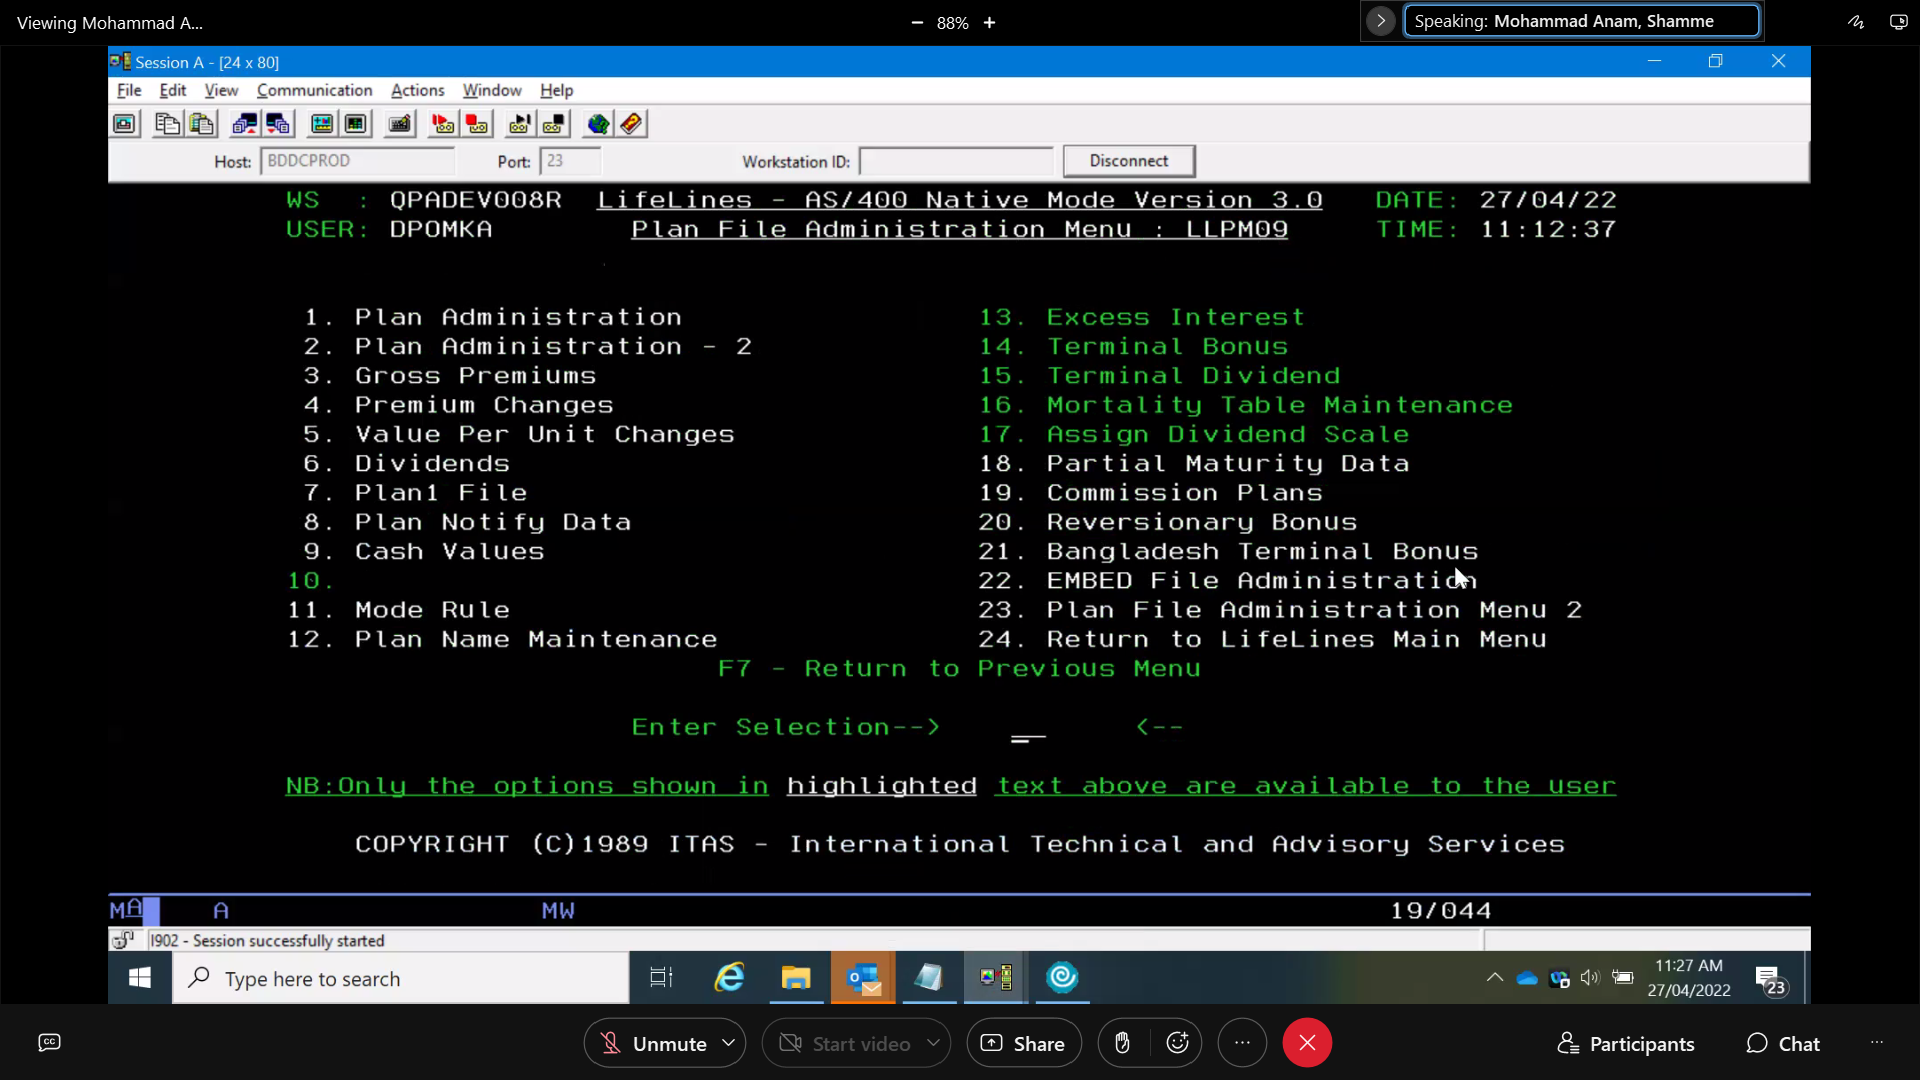 Viewing Mohammad A...
88%
Speaking: Mohammad Anam, Shamme
Session A - [24 x 80]
File Edit View Communication Actions Window Help
Host: BDDCPROD Port: 23 Workstation ID: Disconnect
WS : QPADEV008R LifeLines - AS/400 Native Mode Version 3.0 DATE: 27/04/22
USER: DPOMKA Plan File Administration Menu : LLPM09 TIME: 11:12:37
1. Plan Administration 13. Excess Interest
2. Plan Administration - 2 14. Terminal Bonus
3. Gross Premiums 15. Terminal Dividend
4. Premium Changes 16. Mortality Table Maintenance
5. Value Per Unit Changes 17. Assign Dividend Scale
6. Dividends 18. Partial Maturity Data
7. Plan1 File 19. Commission Plans
8. Plan Notify Data 20. Reversionary Bonus
9. Cash Values 21. Bangladesh Terminal Bonus
10. 22. EMBED File Administration
11. Mode Rule 23. Plan File Administration Menu 2
12. Plan Name Maintenance 24. Return to LifeLines Main Menu
F7 - Return to Previous Menu
Enter Selection--> <--
NB:Only the options shown in highlighted text above are available to the user
COPYRIGHT (C)1989 ITAS - International Technical and Advisory Services
MA A MW 19/044
I902 - Session successfully started
Type here to search
11:27 AM
27/04/2022
23
CC
Unmute Start video Share Participants Chat